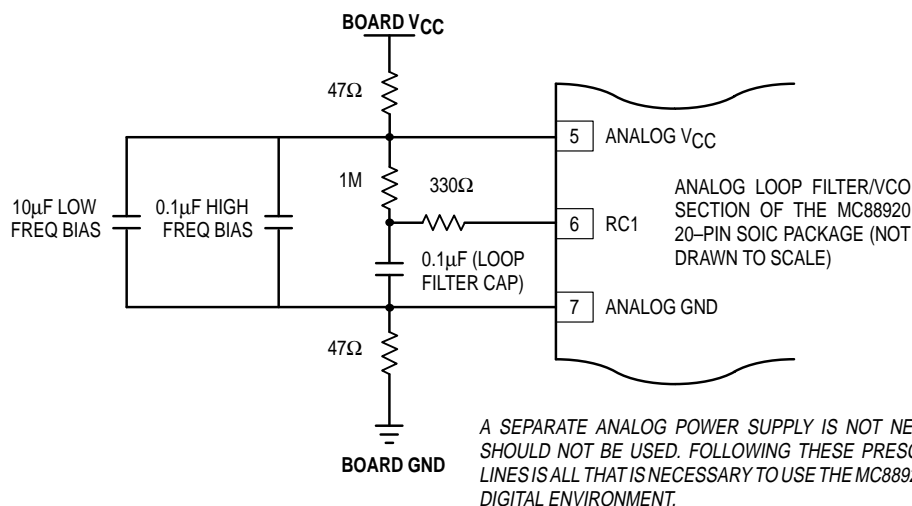 BOARD VCC
47Ω
5 ANALOG VCC
1M
330Ω
10µF LOW
FREQ BIAS
0.1µF HIGH
FREQ BIAS
6 RC1
ANALOG LOOP FILTER/VCO
SECTION OF THE MC88920
20–PIN SOIC PACKAGE (NOT
DRAWN TO SCALE)
0.1µF (LOOP
FILTER CAP)
7 ANALOG GND
47Ω
BOARD GND
A SEPARATE ANALOG POWER SUPPLY IS NOT
SHOULD NOT BE USED. FOLLOWING THESE
LINES IS ALL THAT IS NECESSARY TO USE THE
DIGITAL ENVIRONMENT.